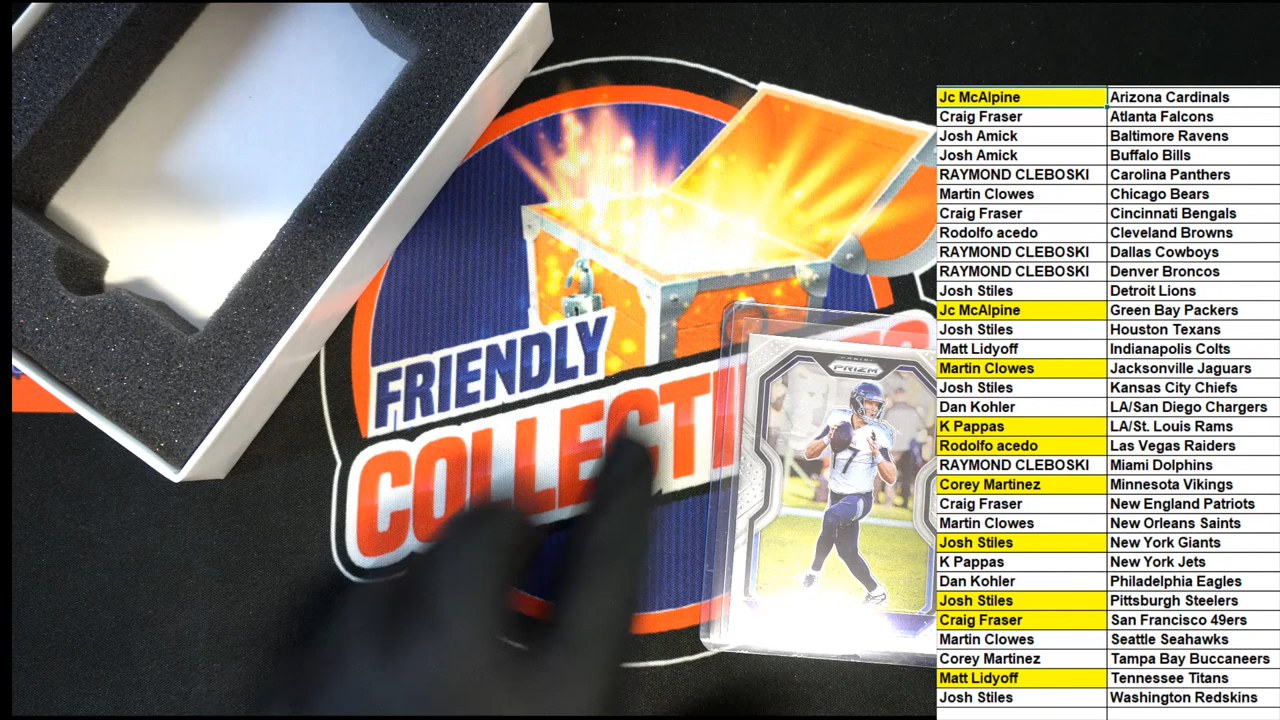 FRIENDLY
COLLECT
PANINI
PRIZM
17
Jc McAlpine Arizona Cardinals
Craig Fraser Atlanta Falcons
Josh Amick Baltimore Ravens
Josh Amick Buffalo Bills
RAYMOND CLEBOSKI Carolina Panthers
Martin Clowes Chicago Bears
Craig Fraser Cincinnati Bengals
Rodolfo acedo Cleveland Browns
RAYMOND CLEBOSKI Dallas Cowboys
RAYMOND CLEBOSKI Denver Broncos
Josh Stiles Detroit Lions
Jc McAlpine Green Bay Packers
Josh Stiles Houston Texans
Matt Lidyoff Indianapolis Colts
Martin Clowes Jacksonville Jaguars
Josh Stiles Kansas City Chiefs
Dan Kohler LA/San Diego Chargers
K Pappas LA/St. Louis Rams
Rodolfo acedo Las Vegas Raiders
RAYMOND CLEBOSKI Miami Dolphins
Corey Martinez Minnesota Vikings
Craig Fraser New England Patriots
Martin Clowes New Orleans Saints
Josh Stiles New York Giants
K Pappas New York Jets
Dan Kohler Philadelphia Eagles
Josh Stiles Pittsburgh Steelers
Craig Fraser San Francisco 49ers
Martin Clowes Seattle Seahawks
Corey Martinez Tampa Bay Buccaneers
Matt Lidyoff Tennessee Titans
Josh Stiles Washington Redskins